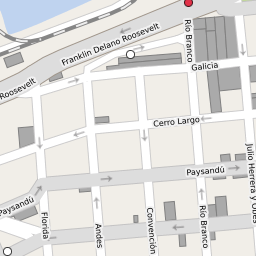 Franklin Delano Roosevelt
Río Branco
Galicia
Roosevelt
Cerro Largo
Julio Herrera y Obes
Paysandú
Paysandú
Florida
Andes
Convención
Río Branco